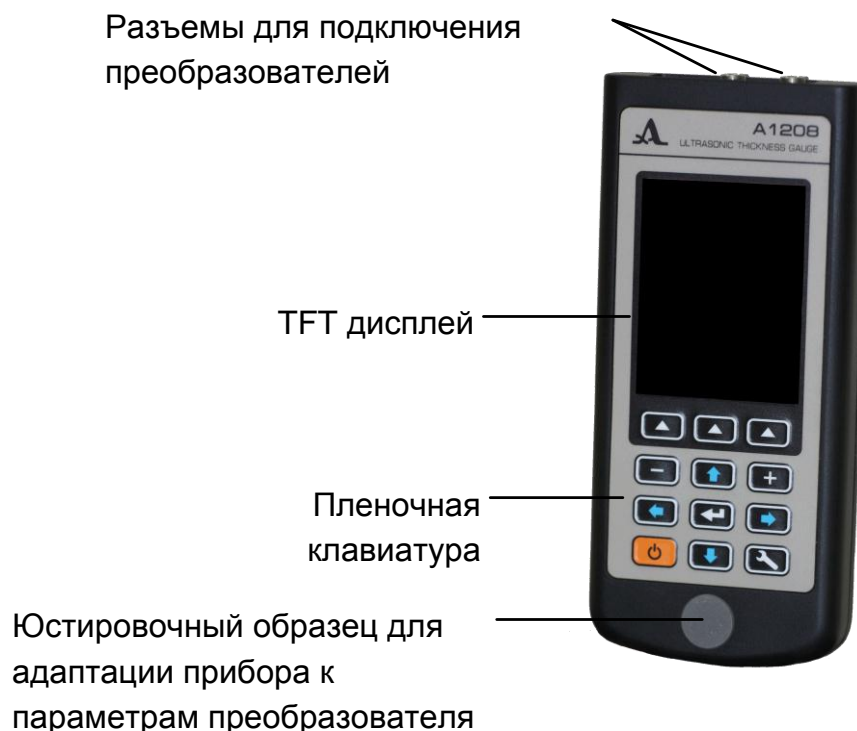 Разъемы для подключения
преобразователей
A1208
ULTRASONIC THICKNESS GAUGE
TFT дисплей
Пленочная
клавиатура
Юстировочный образец для
адаптации прибора к
параметрам преобразователя